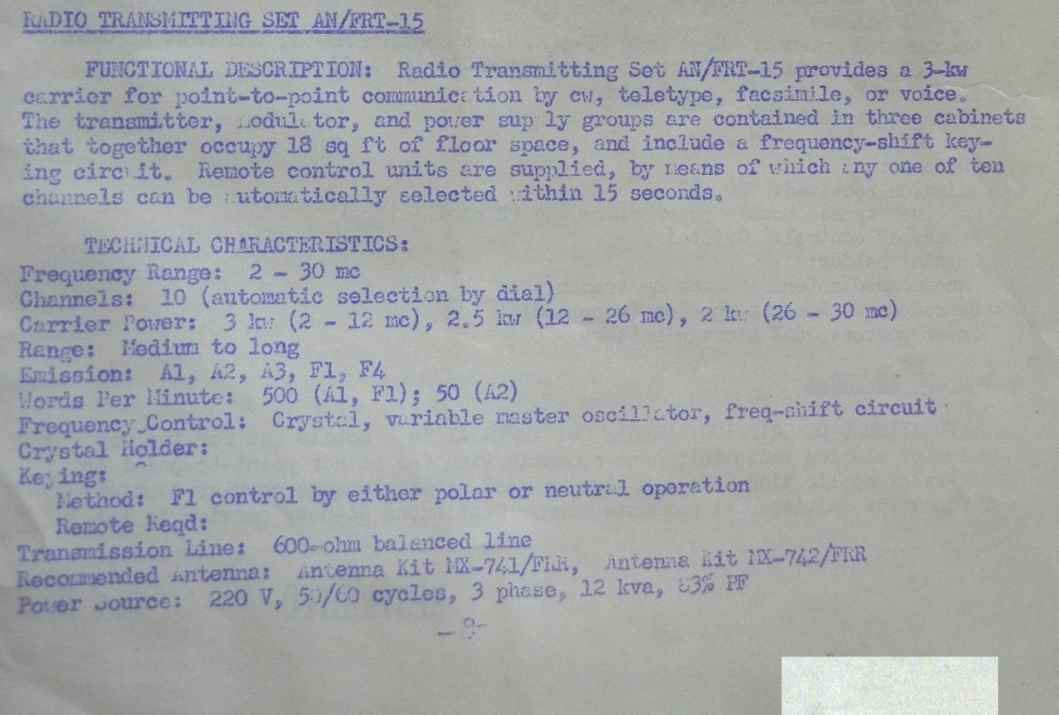 RADIO TRANSMITTING SET AN/FRT-15
FUNCTIONAL DESCRIPTION: Radio Transmitting Set AN/FRT-15 provides a 3-kw
carrier for point-to-point communication by cw, teletype, facsimile, or voice.
The transmitter, modulator, and power supply groups are contained in three cabinets
that together occupy 18 sq ft of floor space, and include a frequency-shift key-
ing circuit. Remote control units are supplied, by means of which any one of ten
channels can be automatically selected within 15 seconds.
TECHNICAL CHARACTERISTICS:
Frequency Range: 2 - 30 mc
Channels: 10 (automatic selection by dial)
Carrier Power: 3 kw (2 - 12 mc), 2.5 kw (12 - 26 mc), 2 kw (26 - 30 mc)
Range: Medium to long
Emission: A1, A2, A3, F1, F4
Words Per Minute: 500 (A1, F1); 50 (A2)
Frequency Control: Crystal, variable master oscillator, freq-shift circuit
Crystal Holder:
Keying:
Method: F1 control by either polar or neutral operation
Remote Keqd:
Transmission Line: 600-ohm balanced line
Recommended Antenna: Antenna Kit MX-741/FRR, Antenna Kit MX-742/FRR
Power Source: 220 V, 50/60 cycles, 3 phase, 12 kva, 83% PF